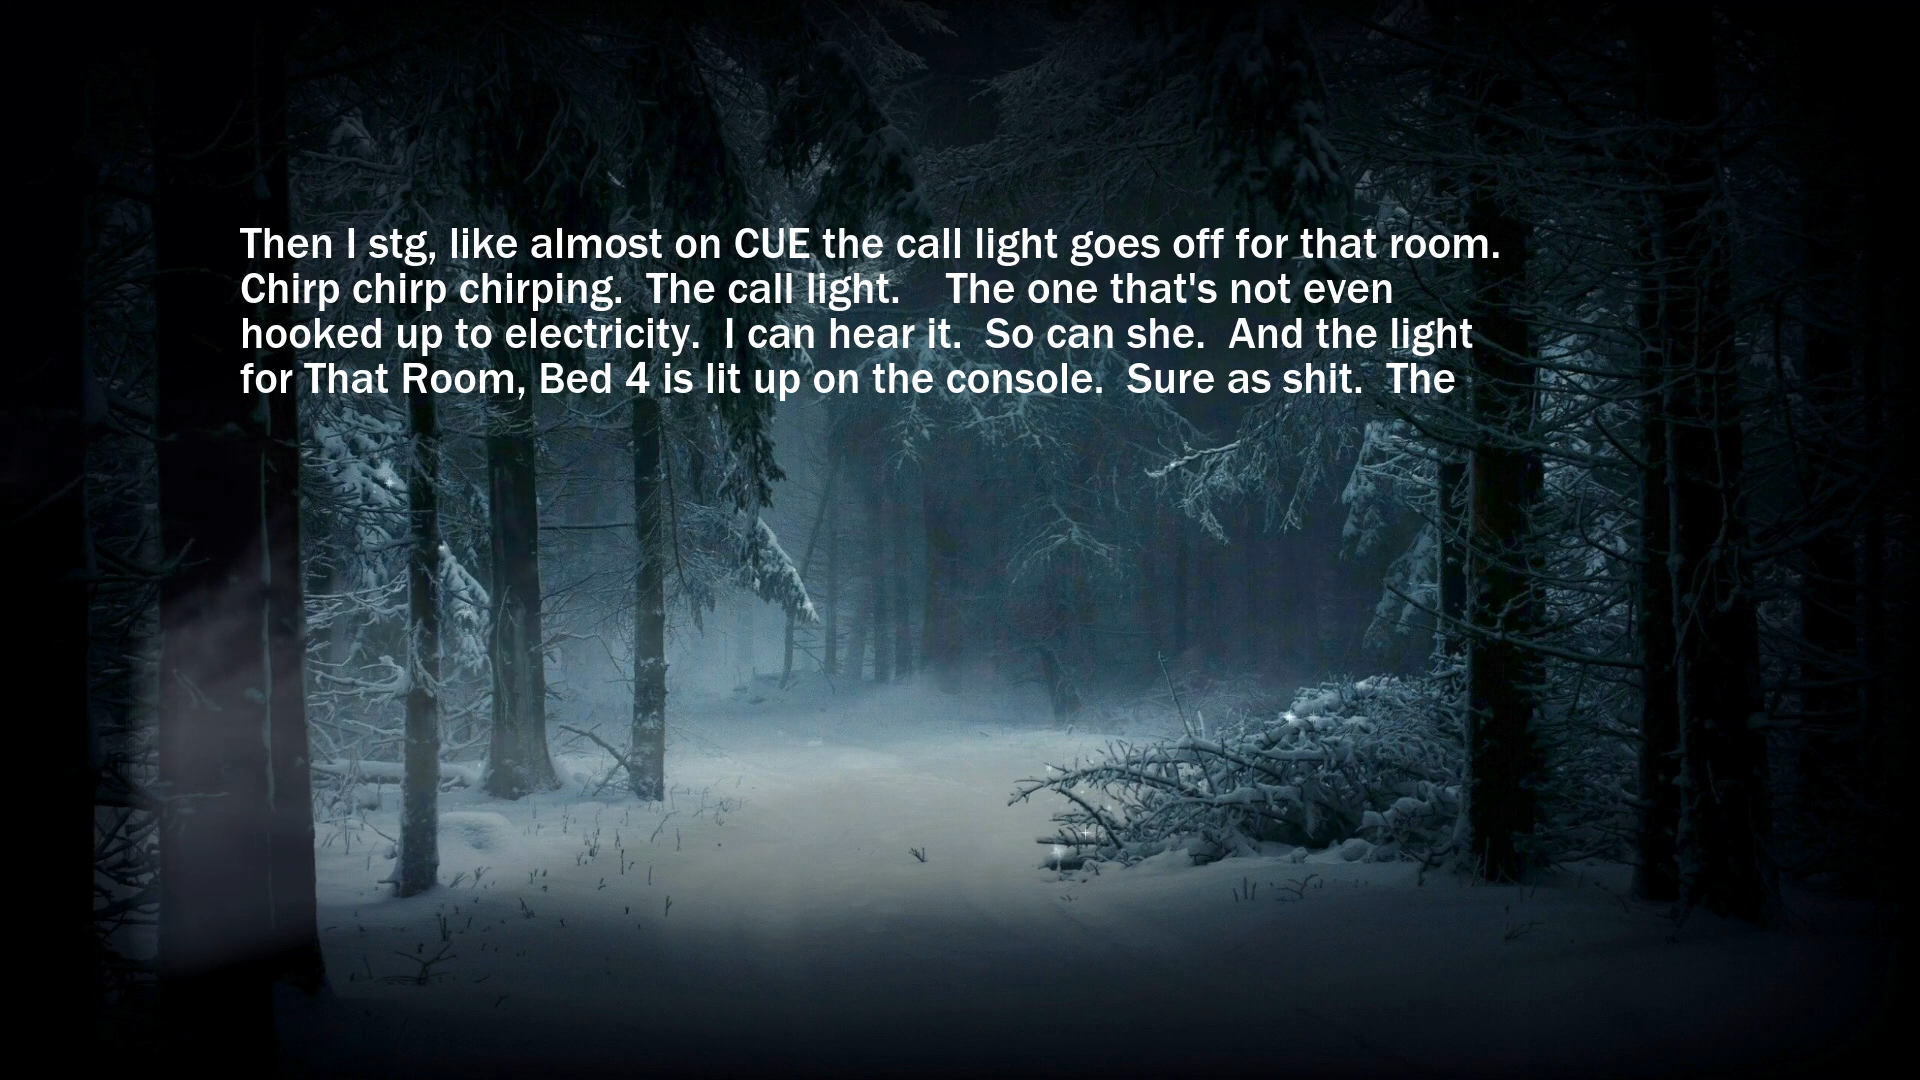 Then I stg, like almost on CUE the call light goes off for that room.
Chirp chirp chirping.  The call light.    The one that's not even
hooked up to electricity.  I can hear it.  So can she.  And the light
for That Room, Bed 4 is lit up on the console.  Sure as shit.  The